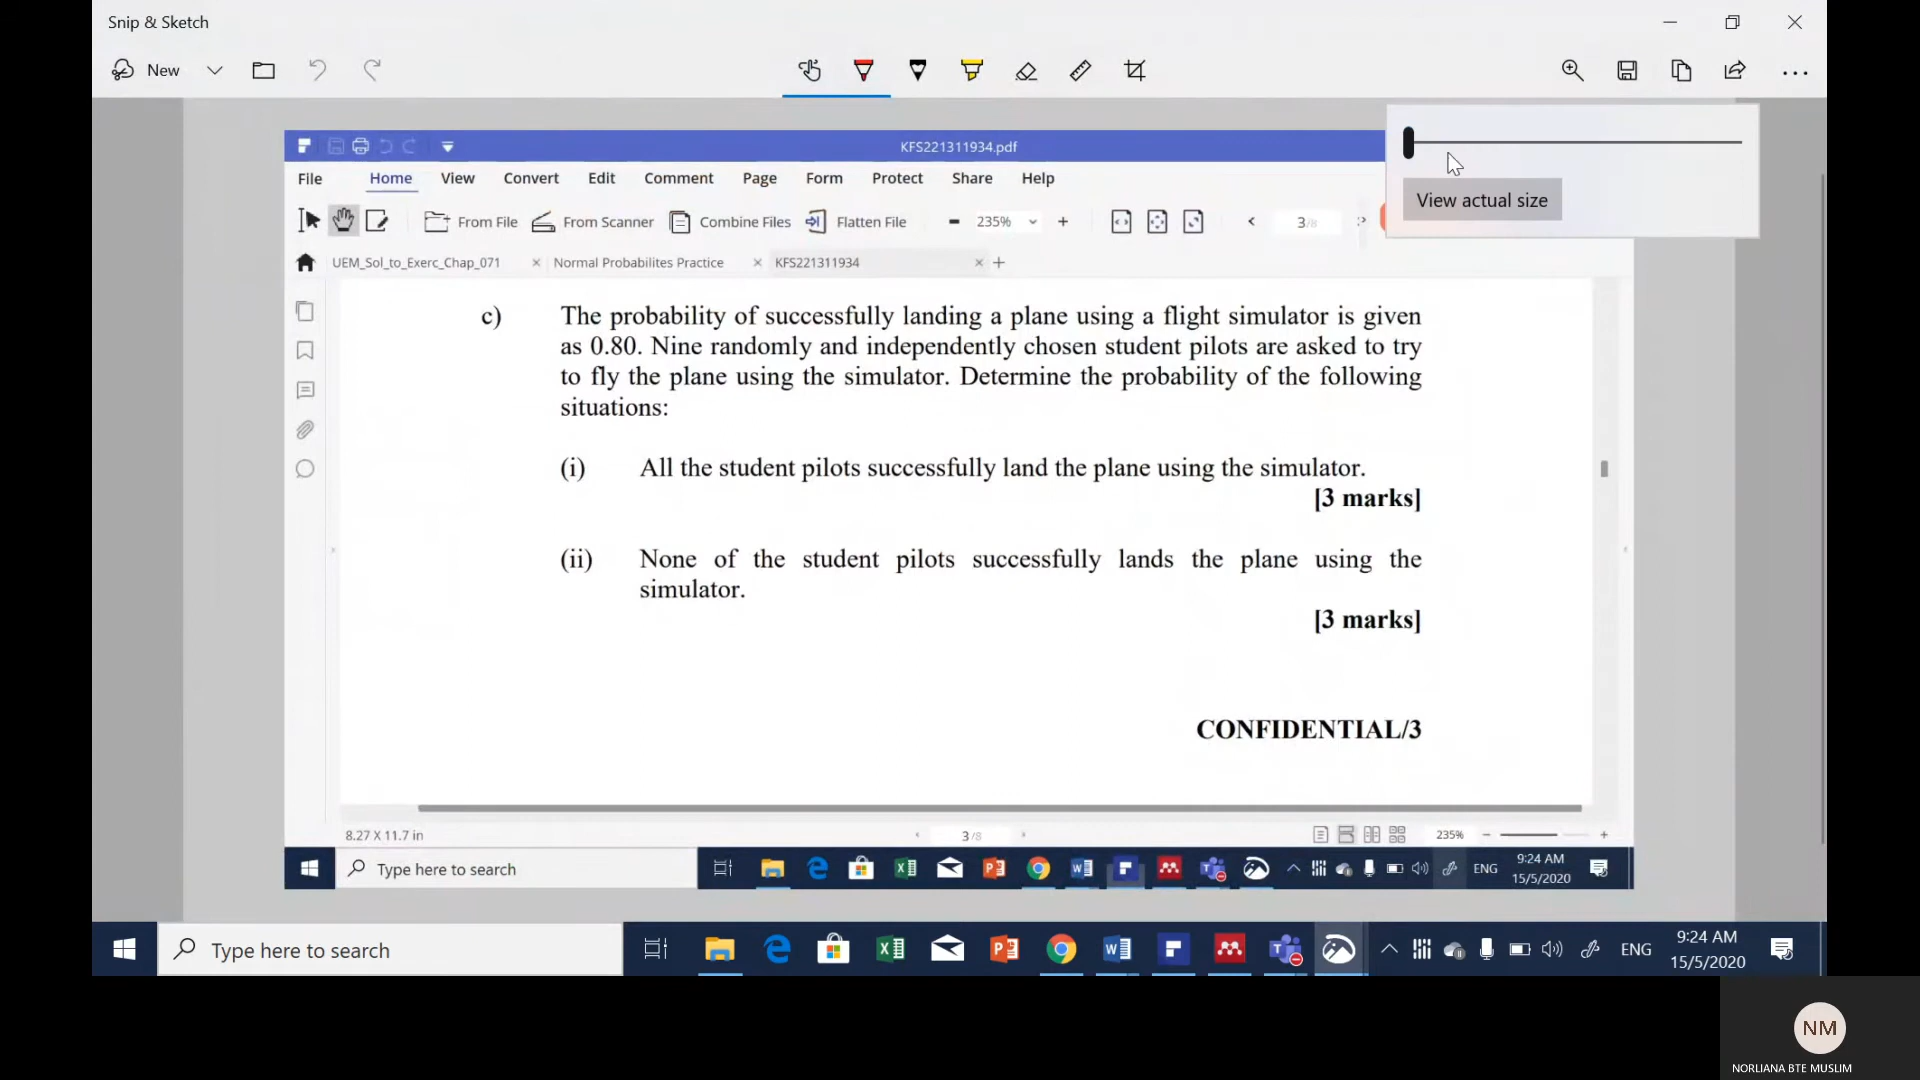 Snip & Sketch
New
View actual size
KFS221311934.pdf
File Home View Convert Edit Comment Page Form Protect Share Help
From File From Scanner Combine Files Flatten File 235% 3/8
UEM_Sol_to_Exerc_Chap_071 Normal Probabilites Practice KFS221311934
c) The probability of successfully landing a plane using a flight simulator is given
as 0.80. Nine randomly and independently chosen student pilots are asked to try
to fly the plane using the simulator. Determine the probability of the following
situations:
(i) All the student pilots successfully land the plane using the simulator.
[3 marks]
(ii) None of the student pilots successfully lands the plane using the
simulator.
[3 marks]
CONFIDENTIAL/3
8.27 X 11.7 in 3/8 235%
Type here to search ENG 9:24 AM
15/5/2020
Type here to search ENG 9:24 AM
15/5/2020
NM
NORLIANA BTE MUSLIM